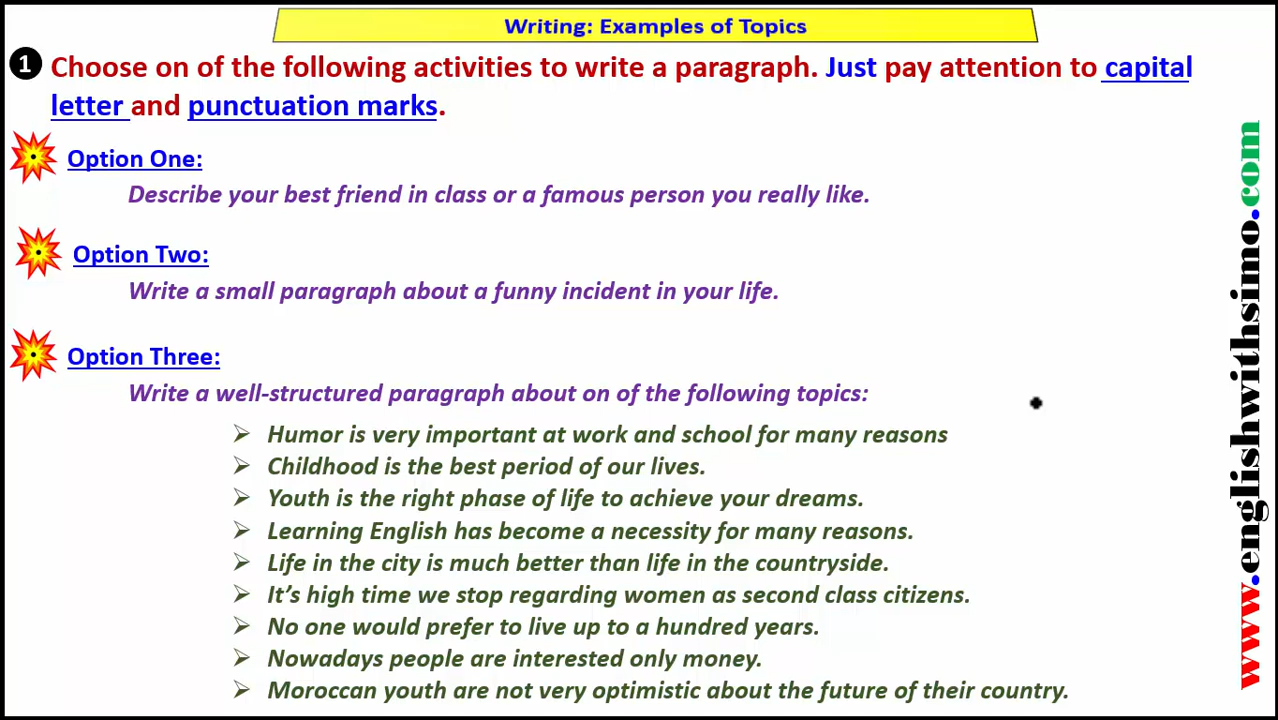 Writing: Examples of Topics
1 Choose on of the following activities to write a paragraph. Just pay attention to capital
letter and punctuation marks.
Option One:
Describe your best friend in class or a famous person you really like.
Option Two:
Write a small paragraph about a funny incident in your life.
Option Three:
Write a well-structured paragraph about on of the following topics:
Humor is very important at work and school for many reasons
Childhood is the best period of our lives.
Youth is the right phase of life to achieve your dreams.
Learning English has become a necessity for many reasons.
Life in the city is much better than life in the countryside.
It’s high time we stop regarding women as second class citizens.
No one would prefer to live up to a hundred years.
Nowadays people are interested only money.
Moroccan youth are not very optimistic about the future of their country.
www.englishwithsimo.com